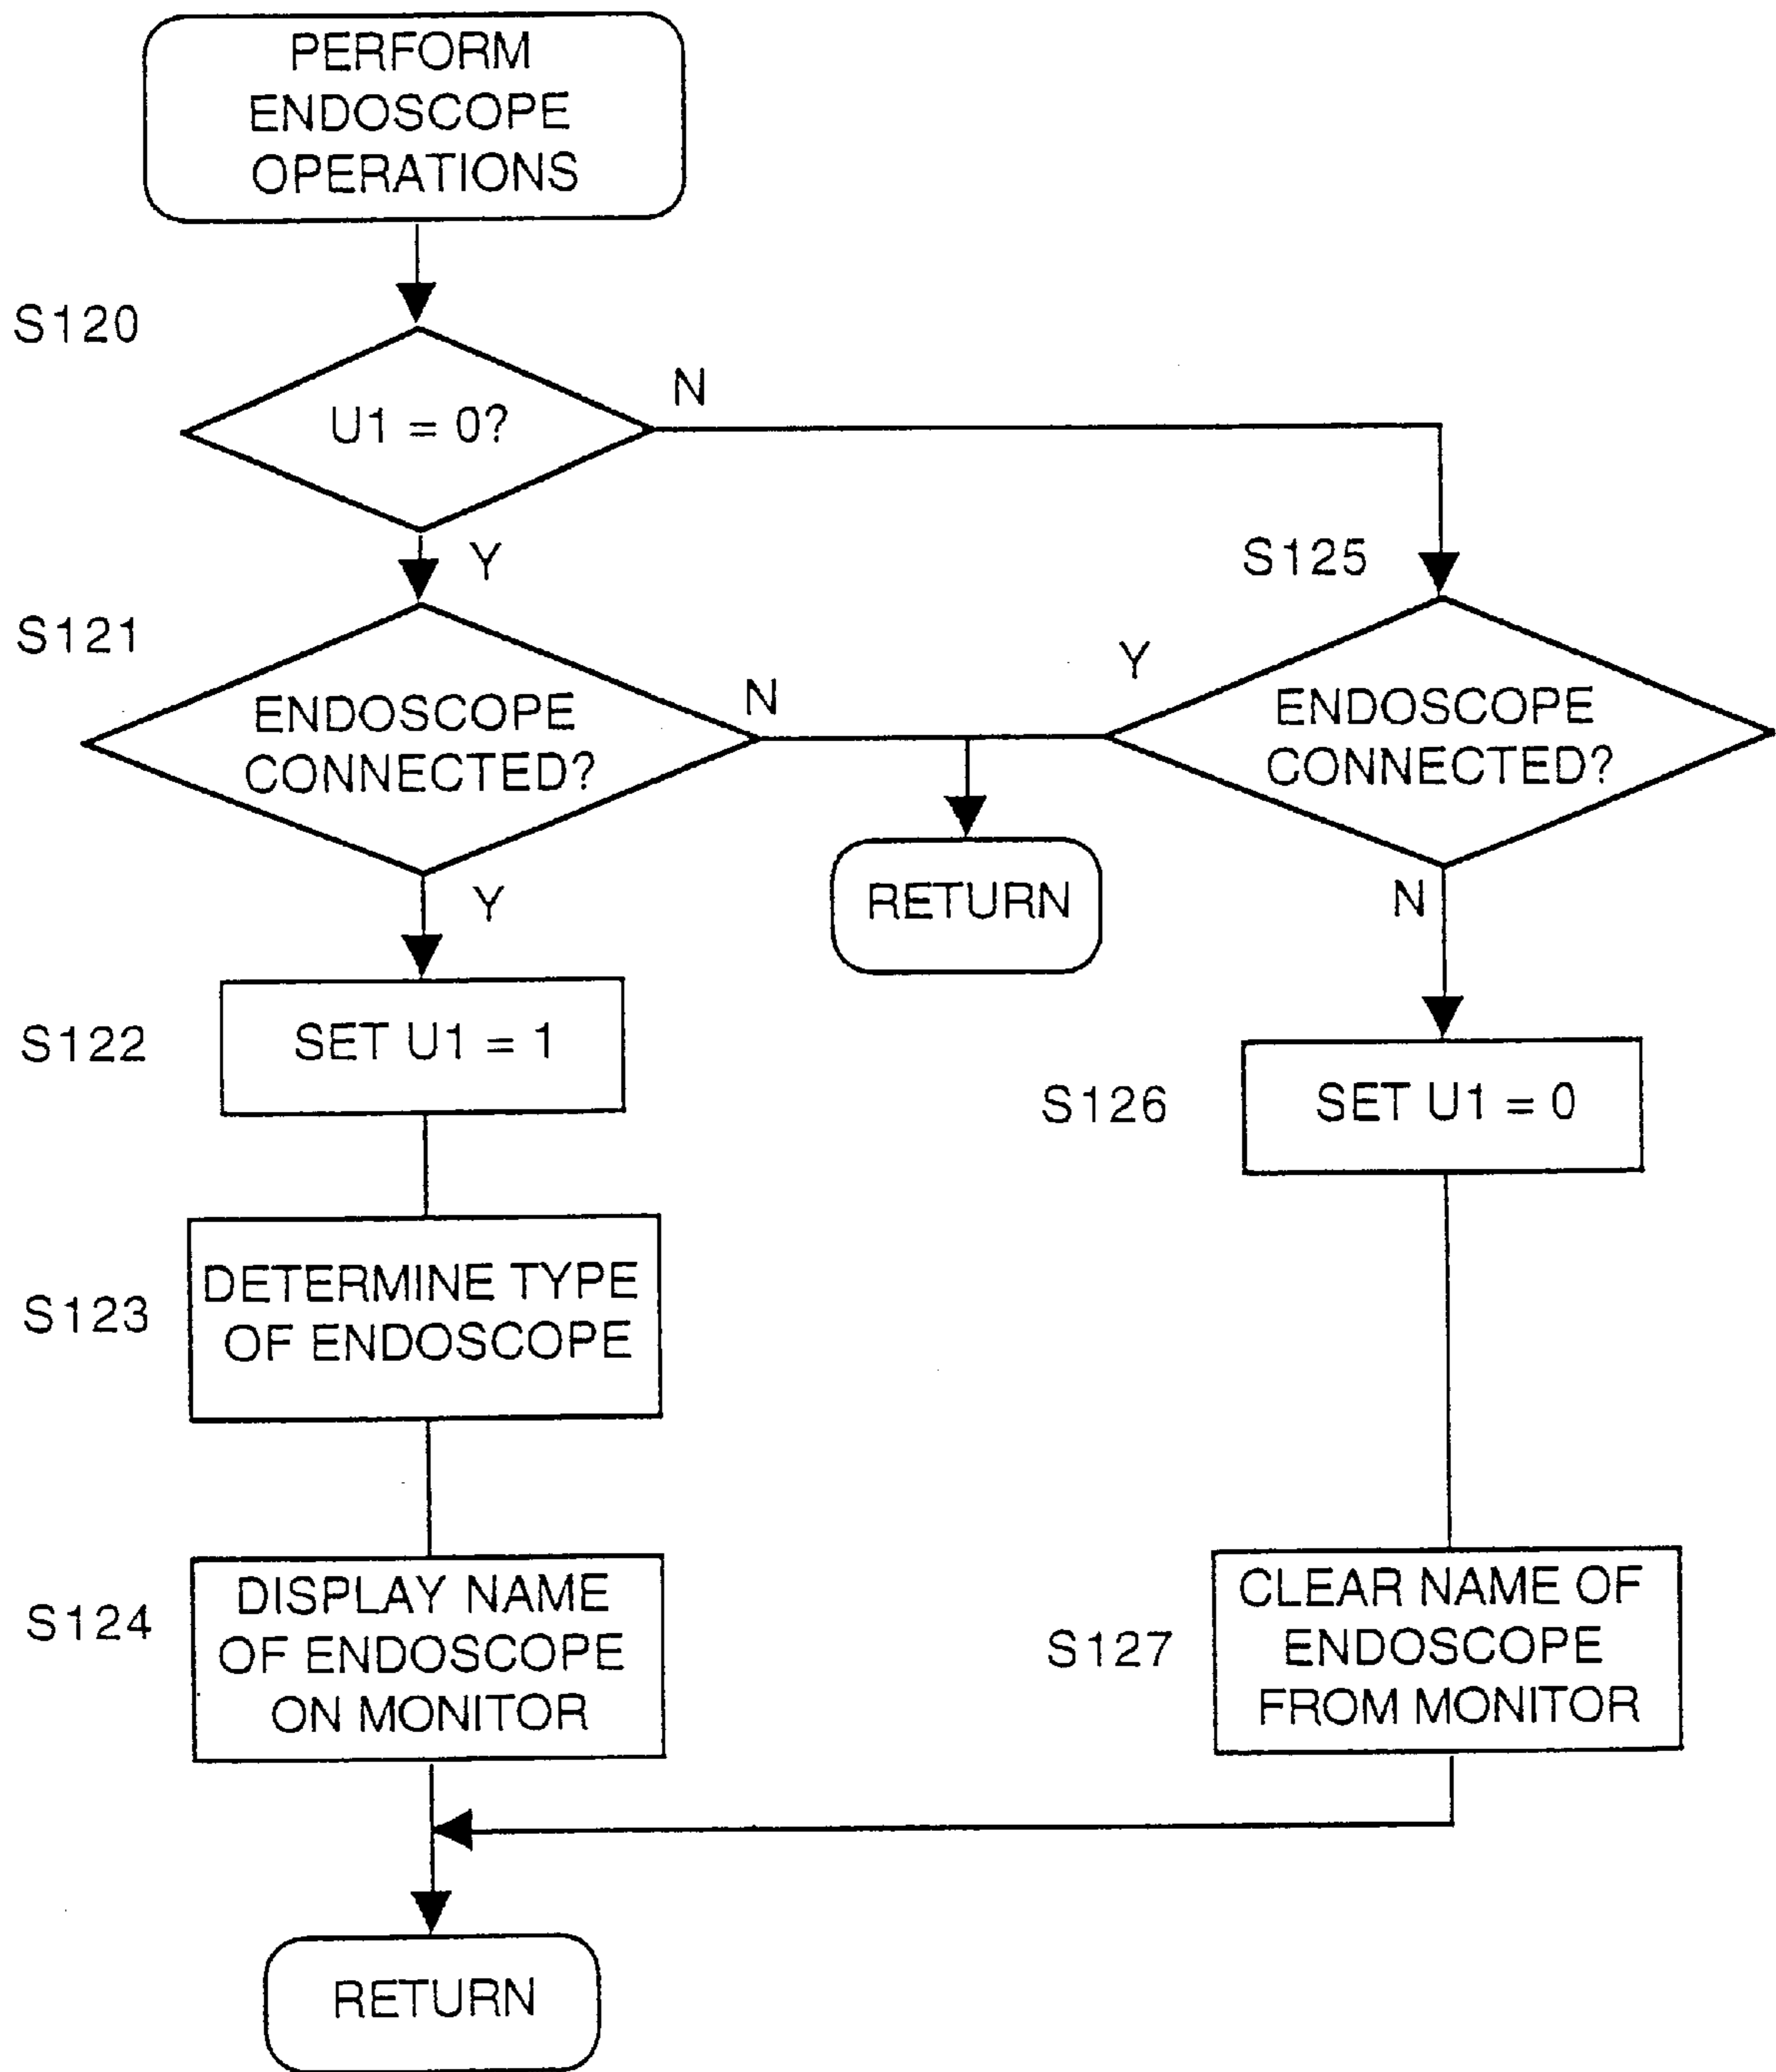 PERFORM
ENDOSCOPE
OPERATIONS
S120
U1 = 0?
N
Y
S125
S121
ENDOSCOPE
CONNECTED?
N
Y
ENDOSCOPE
CONNECTED?
RETURN
Y
N
S122
SET U1 = 1
S126
SET U1 = 0
S123
DETERMINE TYPE
OF ENDOSCOPE
S124
DISPLAY NAME
OF ENDOSCOPE
ON MONITOR
S127
CLEAR NAME OF
ENDOSCOPE
FROM MONITOR
RETURN